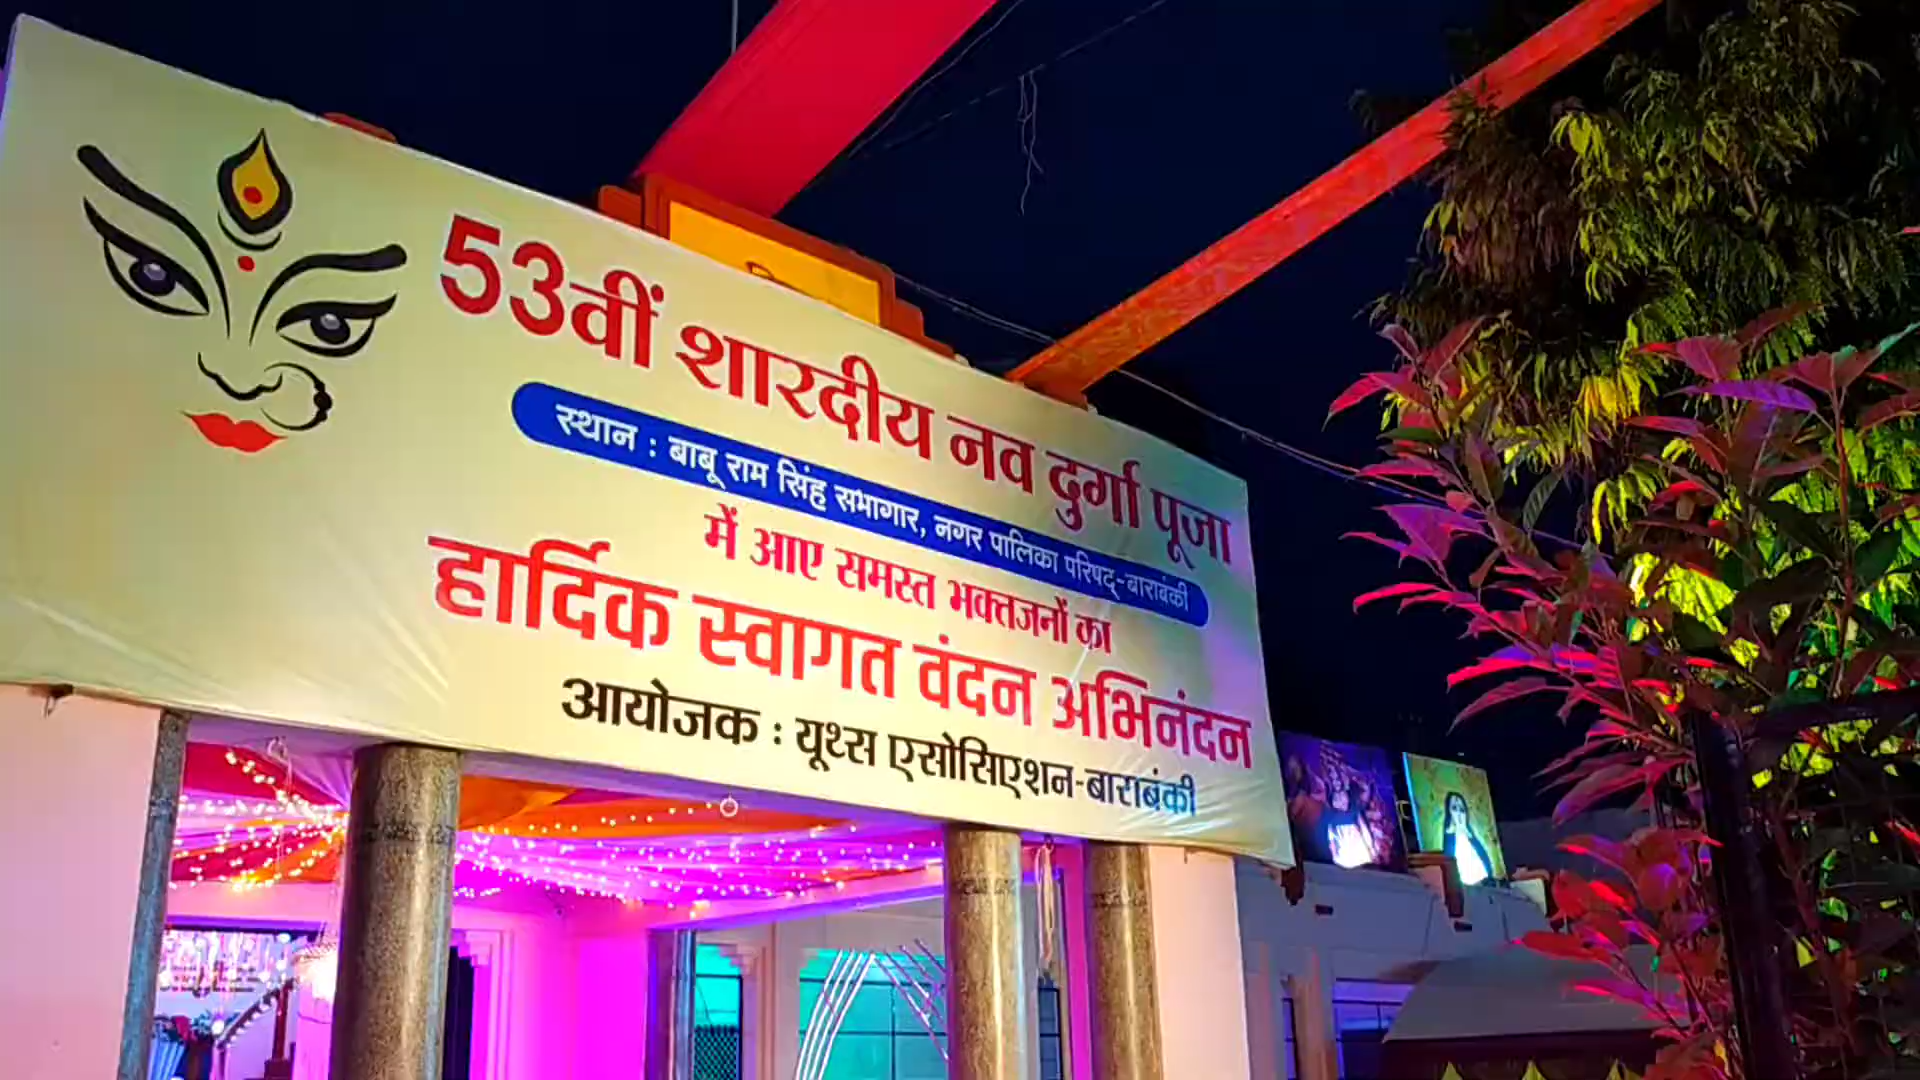 53वीं शारदीय नव दुर्गा पूजा
स्थान : बाबू राम सिंह सभागार, नगर पालिका परिषद्-बाराबंकी
में आए समस्त भक्तजनों का
हार्दिक स्वागत वंदन अभिनंदन
आयोजक : यूथ्स एसोसिएशन-बाराबंकी